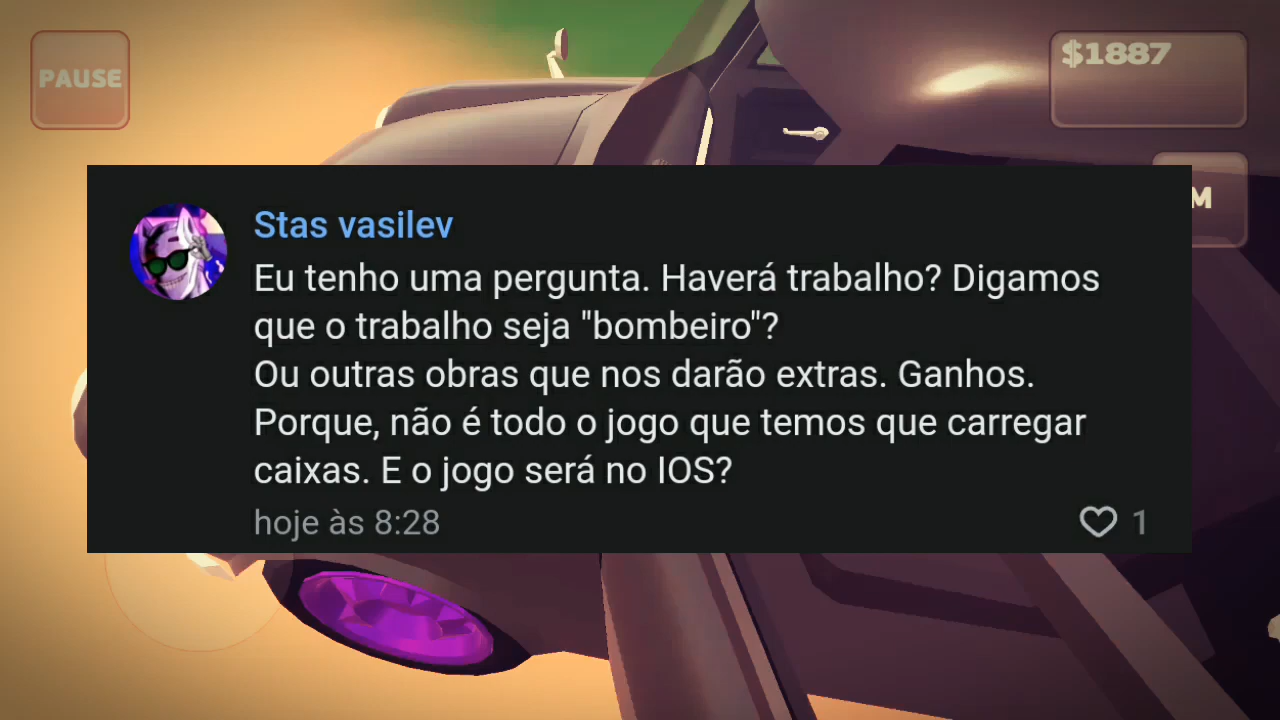 PAUSE
$1887
M
Stas vasilev
Eu tenho uma pergunta. Haverá trabalho? Digamos
que o trabalho seja "bombeiro"?
Ou outras obras que nos darão extras. Ganhos.
Porque, não é todo o jogo que temos que carregar
caixas. E o jogo será no IOS?
hoje às 8:28
1